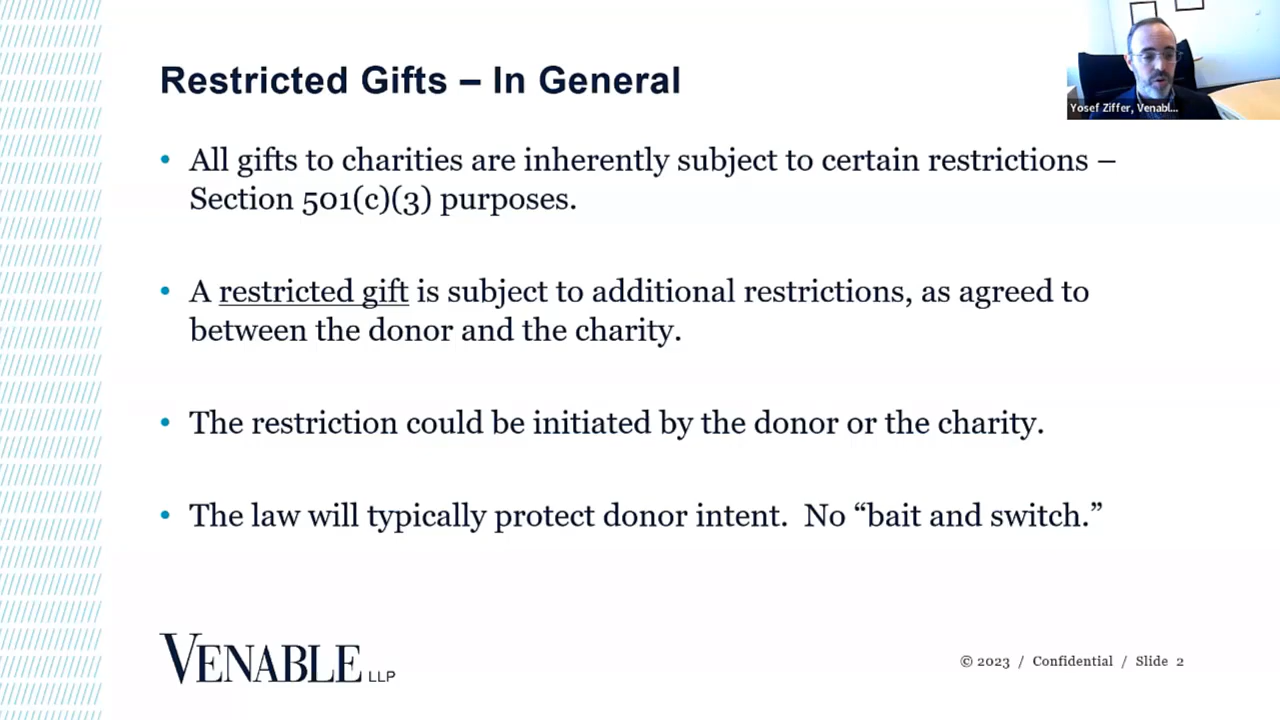 Restricted Gifts – In General
Yosef Ziffer, Venabl...
• All gifts to charities are inherently subject to certain restrictions –
Section 501(c)(3) purposes.
• A restricted gift is subject to additional restrictions, as agreed to
between the donor and the charity.
• The restriction could be initiated by the donor or the charity.
• The law will typically protect donor intent.  No “bait and switch.”
VENABLE LLP
© 2023 / Confidential / Slide 2